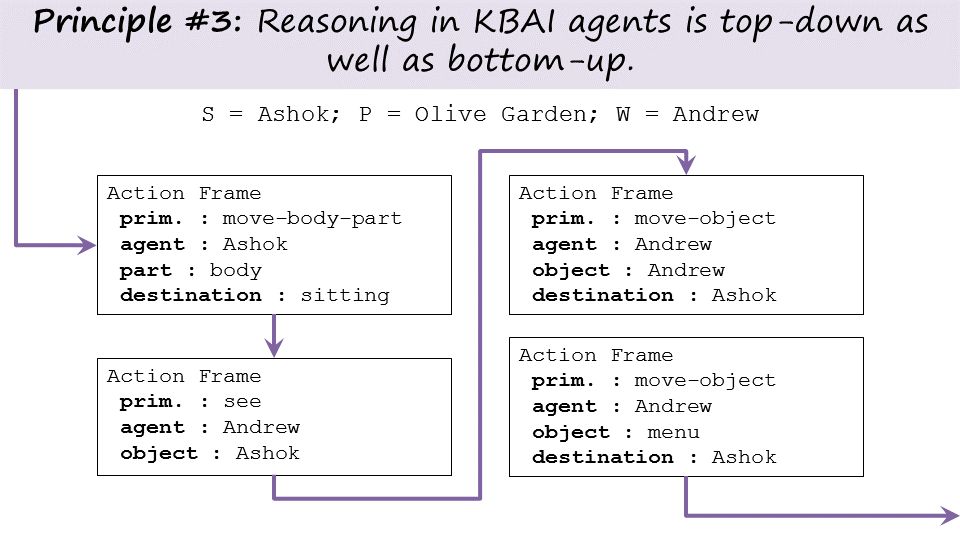 Principle #3: Reasoning in KBAI agents is top-down as
well as bottom-up.
S = Ashok; P = Olive Garden; W = Andrew
Action Frame
prim. : move-body-part
agent : Ashok
part : body
destination : sitting
Action Frame
prim. : see
agent : Andrew
object : Ashok
Action Frame
prim. : move-object
agent : Andrew
object : Andrew
destination : Ashok
Action Frame
prim. : move-object
agent : Andrew
object : menu
destination : Ashok